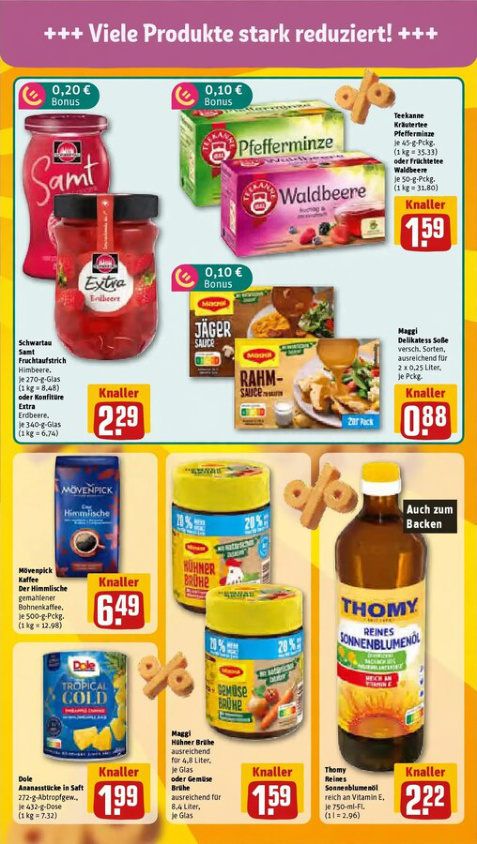 +++ Viele Produkte stark reduziert! +++
0,20 €
Bonus
0,10 €
Bonus
Samt
Extra
Erdbeere
TEEKANNE
Pfefferminze
TEEKANNE
Waldbeere
Teekanne
Kräutertee
Pfefferminze
je 45-g-Pckg.
(1 kg = 35.33)
oder Früchtetee
Waldbeere
je 50-g-Pckg.
(1 kg = 31.80)
Knaller
1.59
0,10 €
Bonus
Maggi
JÄGER
SAUCE
Maggi
RAHM-
SAUCE
2er Pack
Maggi
Delikatess Soße
versch. Sorten,
ausreichend für
2 x 0,25 Liter,
je Pckg.
Knaller
0.88
Schwartau
Samt
Fruchtaufstrich
Himbeere,
je 270-g-Glas
(1 kg = 8,48)
oder Konfitüre
Extra
Erdbeere,
je 340-g-Glas
(1 kg = 6,74)
Knaller
2.29
MÖVENPICK
Der
Himmlische
Mövenpick
Kaffee
Der Himmlische
gemahlener
Bohnenkaffee,
je 500-g-Pckg.
(1 kg = 12.98)
Knaller
6.49
Dole
TROPICAL
GOLD
Dole
Ananasstücke in Saft
272-g-Abtropfgew.,
je 432-g-Dose
(1 kg = 7.32)
Knaller
1.99
20 %
Maggi
HÜHNER
BRÜHE
20 %
Maggi
GEMÜSE
BRÜHE
Maggi
Hühner Brühe
ausreichend
für 4,8 Liter,
je Glas
oder Gemüse
Brühe
ausreichend für
8,4 Liter,
je Glas
Knaller
1.59
Auch zum
Backen
THOMY
REINES
SONNENBLUMENÖL
REICH AN
VITAMIN E
Thomy
Reines
Sonnenblumenöl
reich an Vitamin E,
je 750-ml-Fl.
(1 l = 2.96)
Knaller
2.22